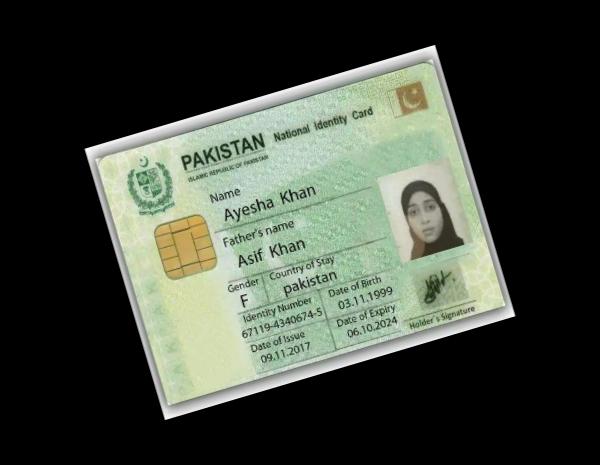 PAKISTAN National Identity Card
ISLAMIC REPUBLIC OF PAKISTAN
Name
Ayesha Khan
Father's name
Asif Khan
Gender Country of Stay
F pakistan
Identity Number Date of Birth
67119-4340674-5 03.11.1999
Date of Issue Date of Expiry
09.11.2017 06.10.2024
Holder's Signature